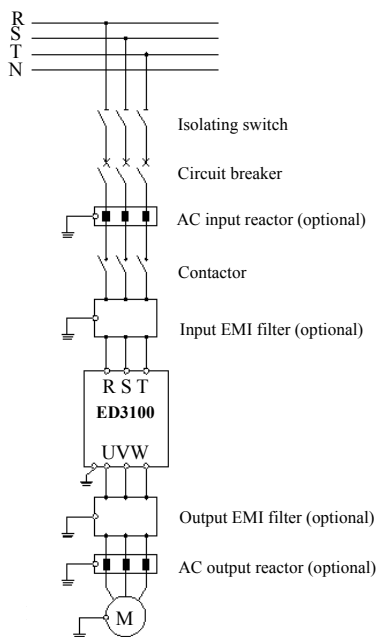 R
S
T
N
Isolating switch
Circuit breaker
AC input reactor (optional)
Contactor
Input EMI filter (optional)
R S T
ED3100
UVW
Output EMI filter (optional)
AC output reactor (optional)
M